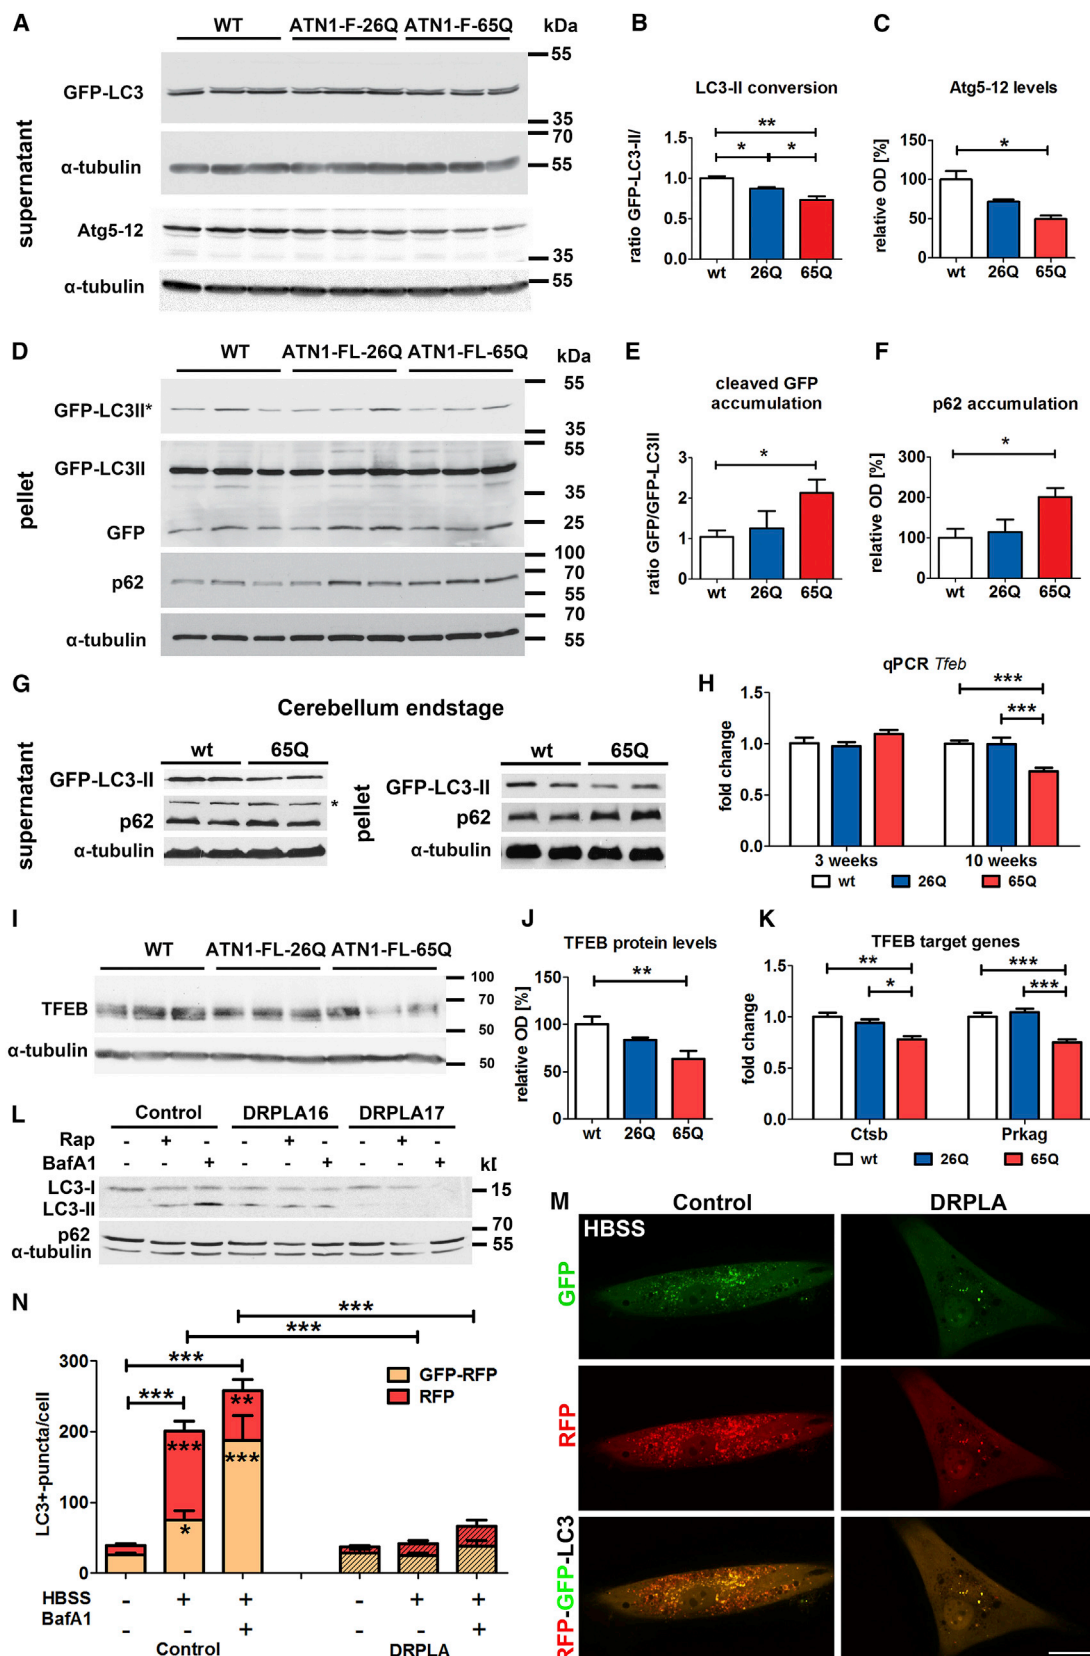 A
WT ATN1-F-26Q ATN1-F-65Q kDa
supernatant
GFP-LC3
55
35
α-tubulin
70
55
Atg5-12
35
α-tubulin
55
B
LC3-II conversion
ratio GFP-LC3-II/
1.5
1.0
0.5
0.0
**
* *
wt 26Q 65Q
C
Atg5-12 levels
relative OD [%]
150
100
50
0
*
wt 26Q 65Q
D
WT ATN1-FL-26Q ATN1-FL-65Q kDa
pellet
GFP-LC3II*
55
35
GFP-LC3II
55
35
GFP
25
p62
100
70
55
α-tubulin
70
55
E
cleaved GFP
accumulation
ratio GFP/GFP-LC3II
3
2
1
0
*
wt 26Q 65Q
F
p62 accumulation
relative OD [%]
300
200
100
0
*
wt 26Q 65Q
G
Cerebellum endstage
supernatant
wt 65Q
GFP-LC3-II
*
p62
α-tubulin
pellet
wt 65Q
GFP-LC3-II
p62
α-tubulin
H
qPCR Tfeb
fold change
1.5
1.0
0.5
0.0
***
***
3 weeks 10 weeks
wt 26Q 65Q
I
WT ATN1-FL-26Q ATN1-FL-65Q
TFEB
100
70
50
α-tubulin
50
J
TFEB protein levels
relative OD [%]
150
100
50
0
**
wt 26Q 65Q
K
TFEB target genes
fold change
1.5
1.0
0.5
0.0
** ***
* ***
Ctsb Prkag
wt 26Q 65Q
L
Control DRPLA16 DRPLA17
Rap - + - - + - - + -
BafA1 - - + - - + - - +
LC3-I
15
LC3-II
p62
70
α-tubulin
55
M
Control DRPLA
HBSS
GFP
RFP
RFP-GFP-LC3
N
LC3+-puncta/cell
300
200
100
0
***
***
***
***
GFP-RFP
RFP
***
*
**
***
HBSS - + + - + +
BafA1 - - + - - +
Control DRPLA